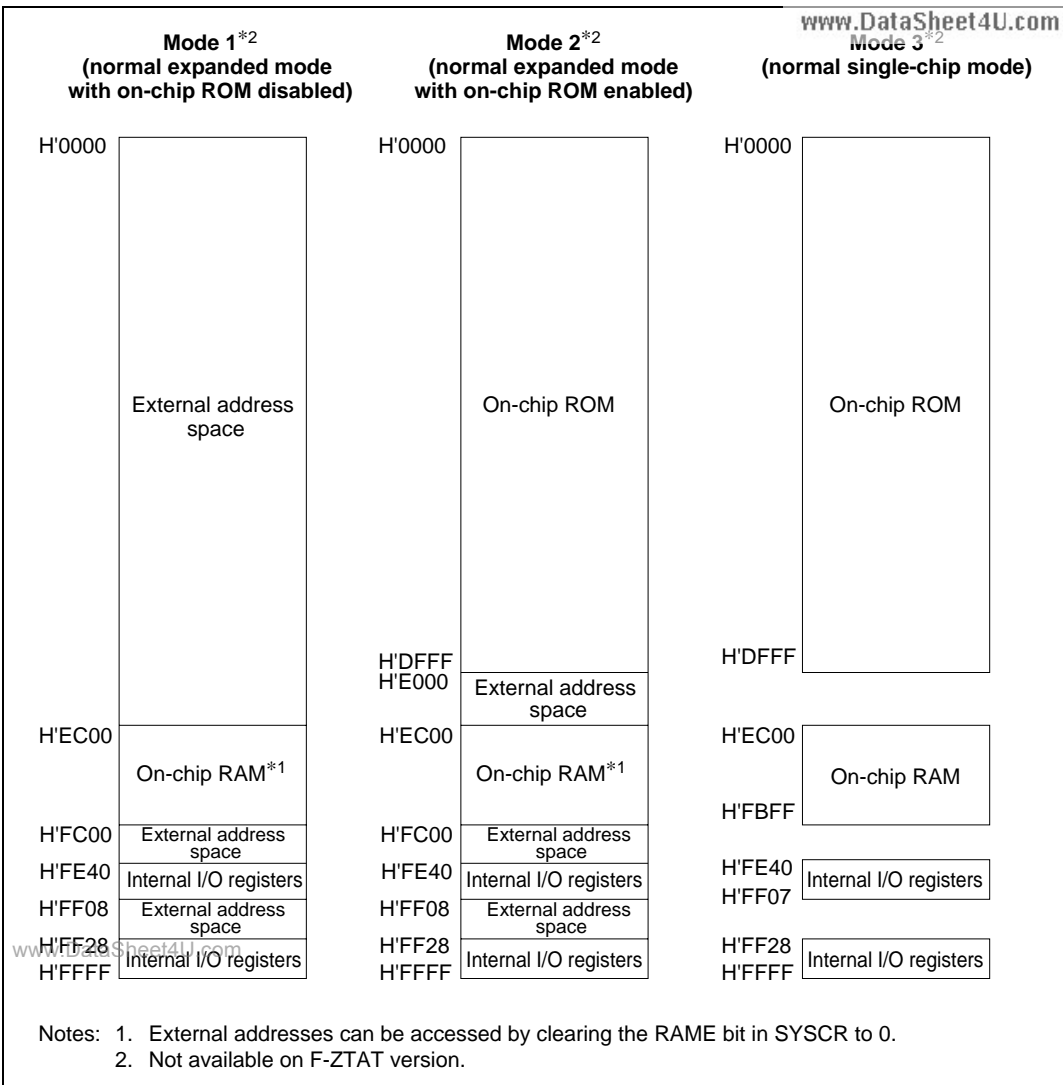 www.DataSheet4U.com
Mode 1*2
(normal expanded mode
with on-chip ROM disabled)
Mode 2*2
(normal expanded mode
with on-chip ROM enabled)
Mode 3*2
(normal single-chip mode)
H'0000
External address
space
H'EC00
On-chip RAM*1
H'FC00
External address
space
H'FE40
Internal I/O registers
H'FF08
External address
space
H'FF28
Internal I/O registers
H'FFFF
H'0000
On-chip ROM
H'DFFF
H'E000
External address
space
H'EC00
On-chip RAM*1
H'FC00
External address
space
H'FE40
Internal I/O registers
H'FF08
External address
space
H'FF28
Internal I/O registers
H'FFFF
H'0000
On-chip ROM
H'DFFF
H'EC00
On-chip RAM
H'FBFF
H'FE40
Internal I/O registers
H'FF07
H'FF28
Internal I/O registers
H'FFFF
www.DataSheet4U.com
Notes: 1. External addresses can be accessed by clearing the RAME bit in SYSCR to 0.
2. Not available on F-ZTAT version.